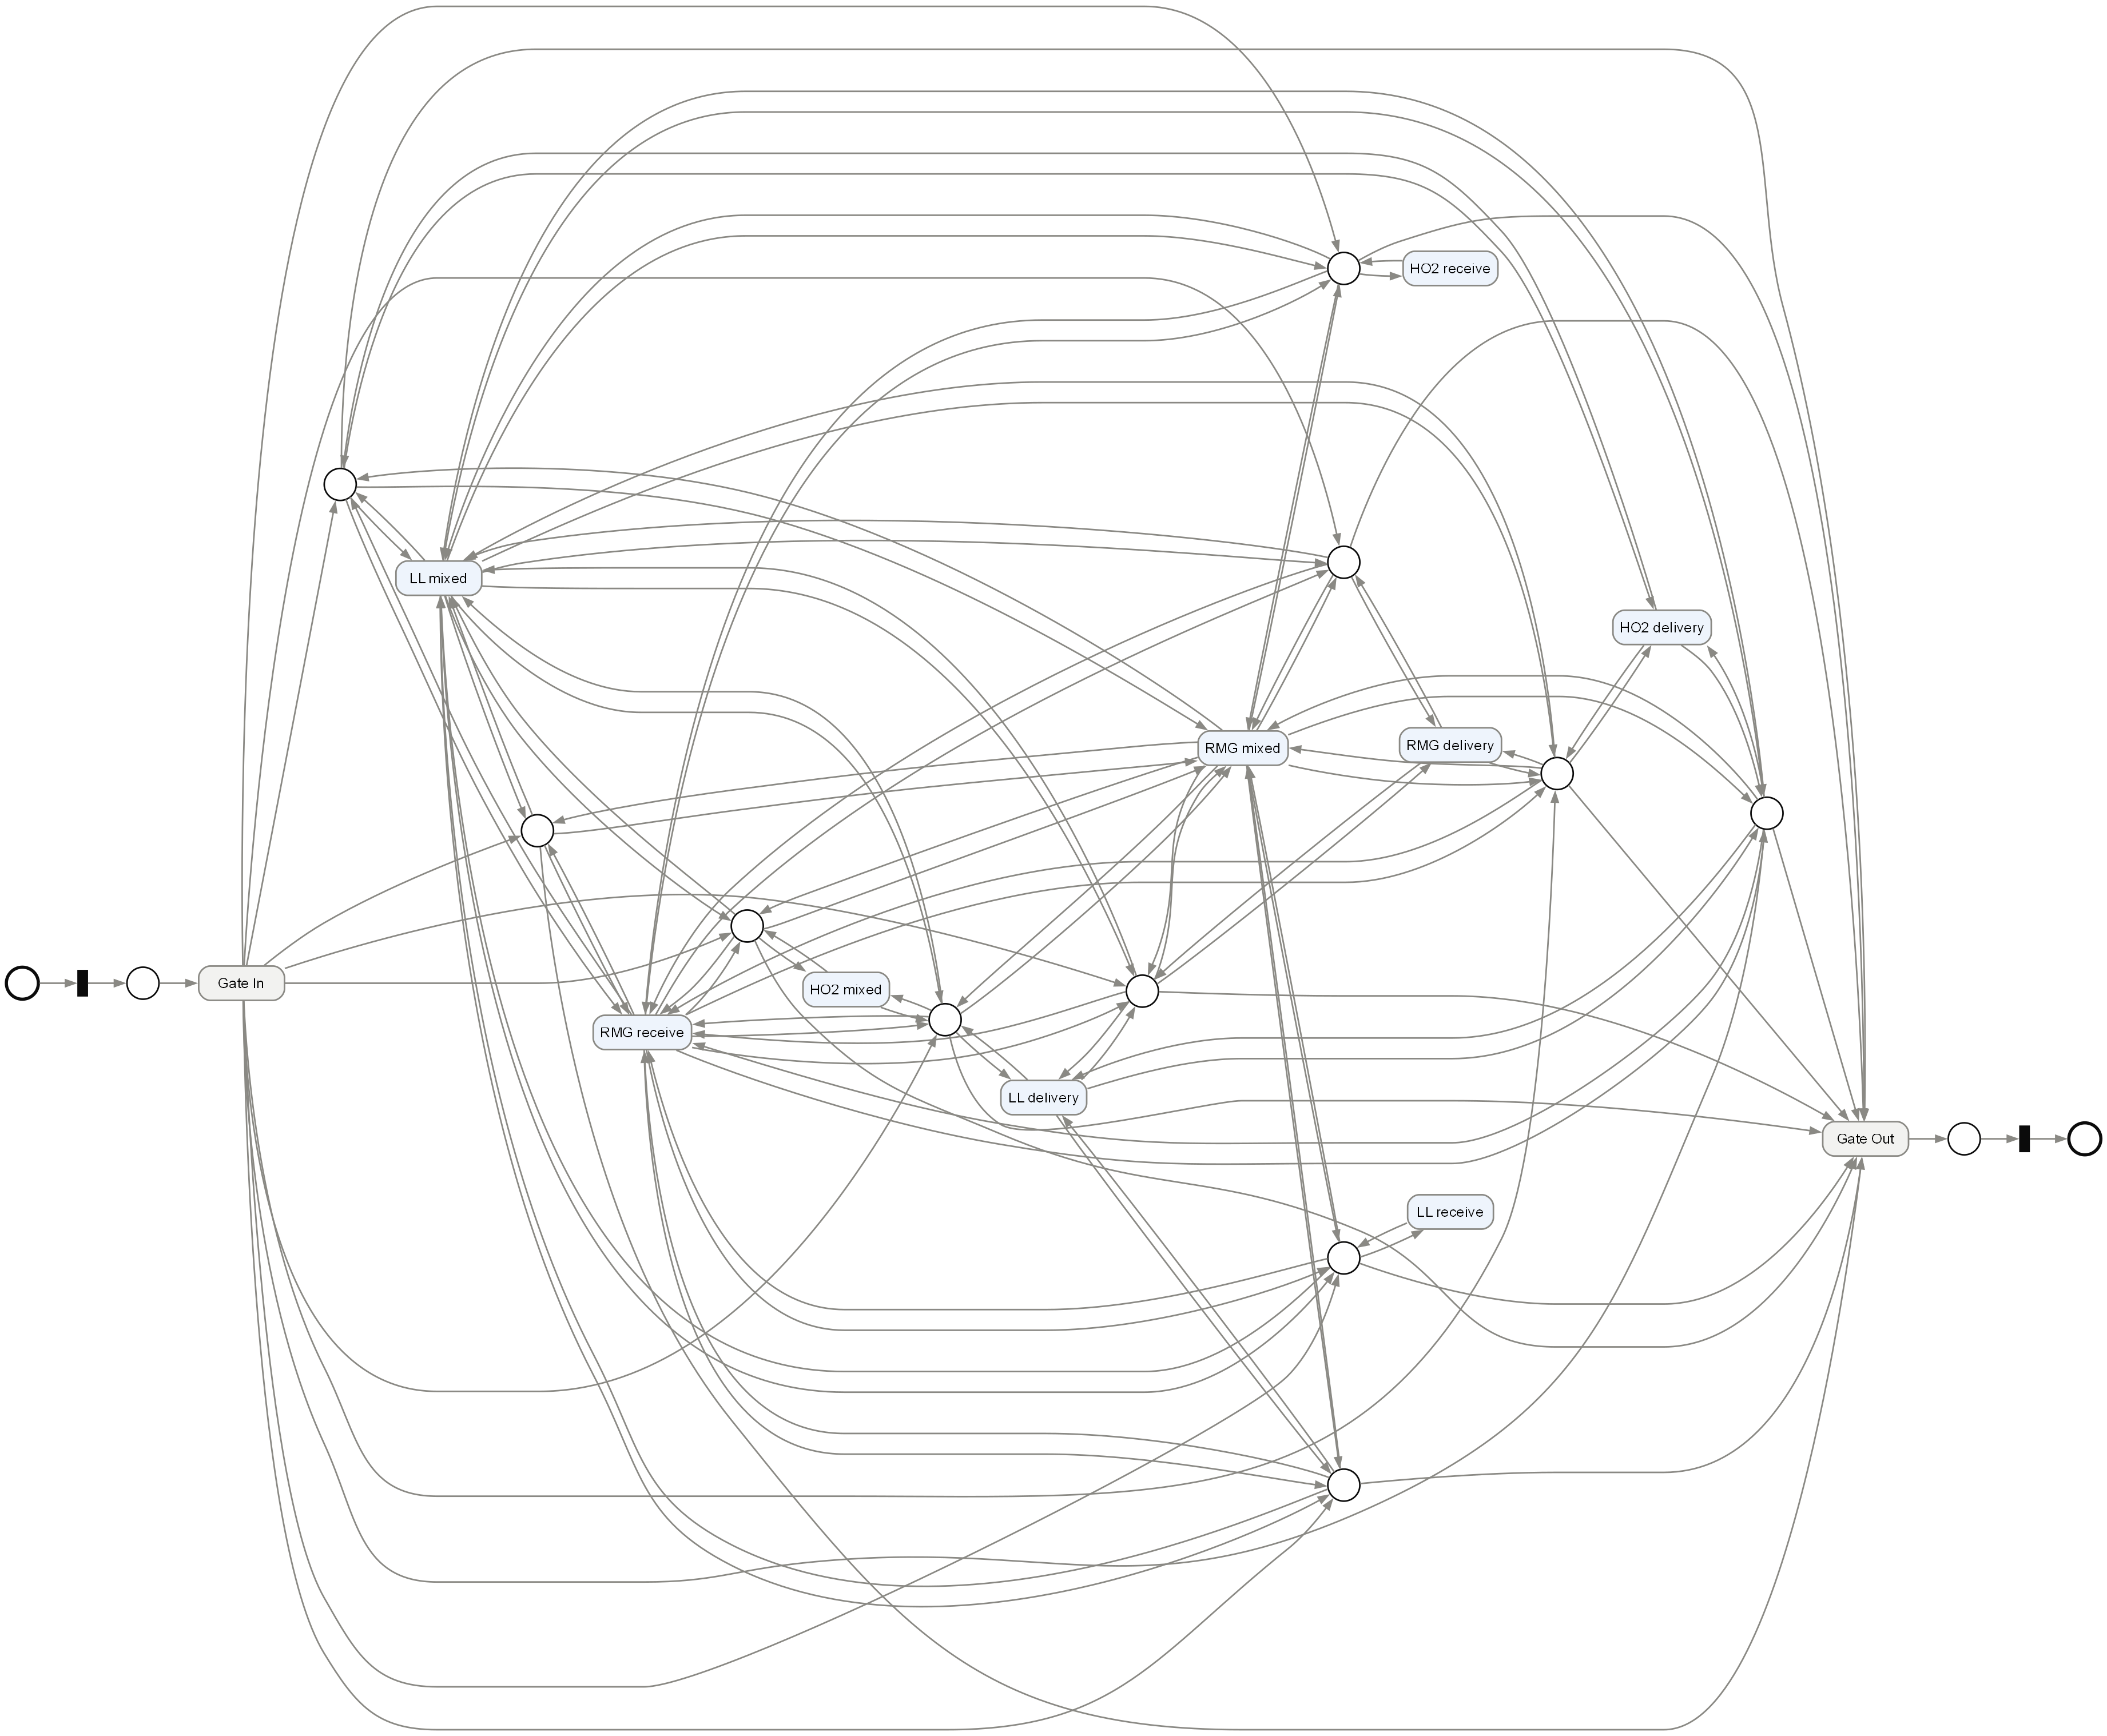 HO2 receive
LL mixed
HO2 delivery
RMG mixed
RMG delivery
Gate In
HO2 mixed
RMG receive
LL delivery
Gate Out
LL receive